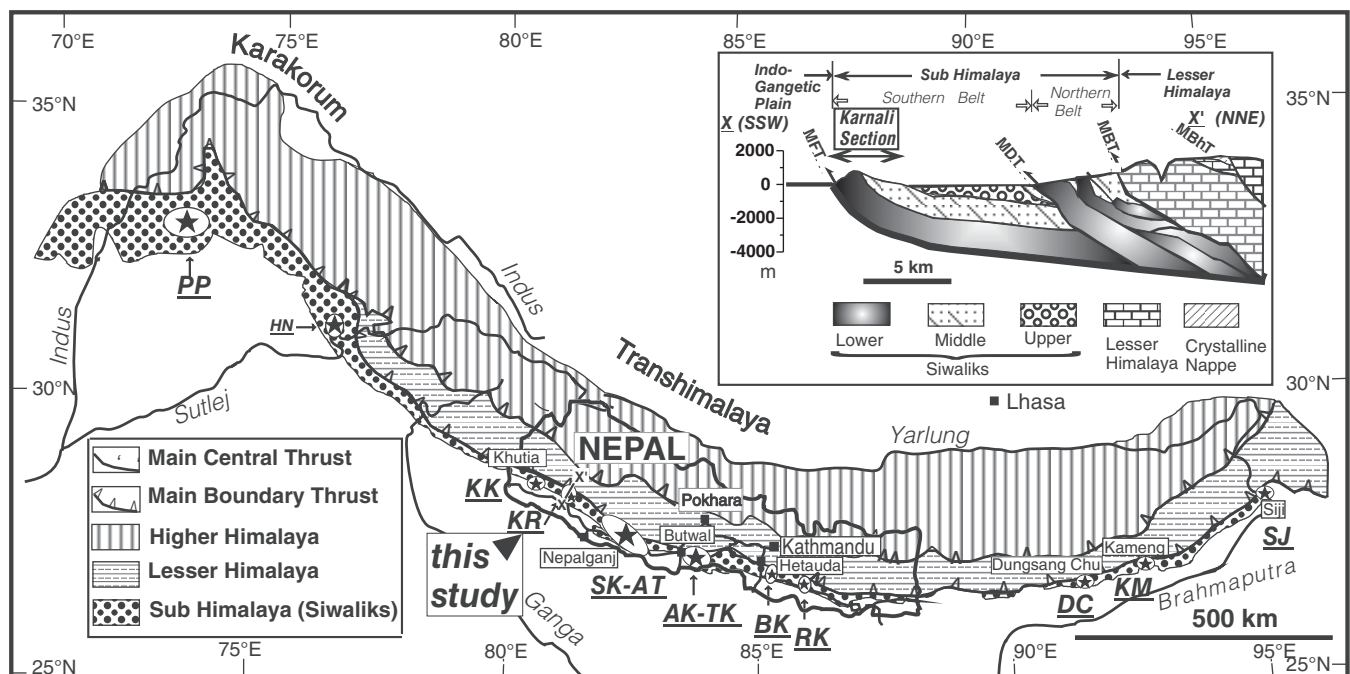 70°E 75°E 80°E 85°E 90°E 95°E
35°N
35°N
30°N
30°N
25°N
25°N
75°E 80°E 85°E 90°E 95°E
Karakorum
Indus
Indus
PP
HN
Sutlej
Transhimalaya
Lhasa
Yarlung
NEPAL
Khutia
X'
X
KK
KR
this
study
Ganga
Nepalganj
SK-AT
Pokhara
Butwal
AK-TK
Kathmandu
Hetauda
BK
RK
Dungsang Chu
DC
Kameng
KM
Siji
SJ
Brahmaputra
500 km
Main Central Thrust
Main Boundary Thrust
Higher Himalaya
Lesser Himalaya
Sub Himalaya (Siwaliks)
Indo-
Gangetic
Plain
Sub Himalaya
Lesser
Himalaya
Southern Belt
Northern
Belt
X (SSW)
X' (NNE)
Karnali
Section
MFT
MDT
MBT
MBhT
2000
0
-2000
-4000
m
5 km
Lower
Middle
Upper
Siwaliks
Lesser
Himalaya
Crystalline
Nappe